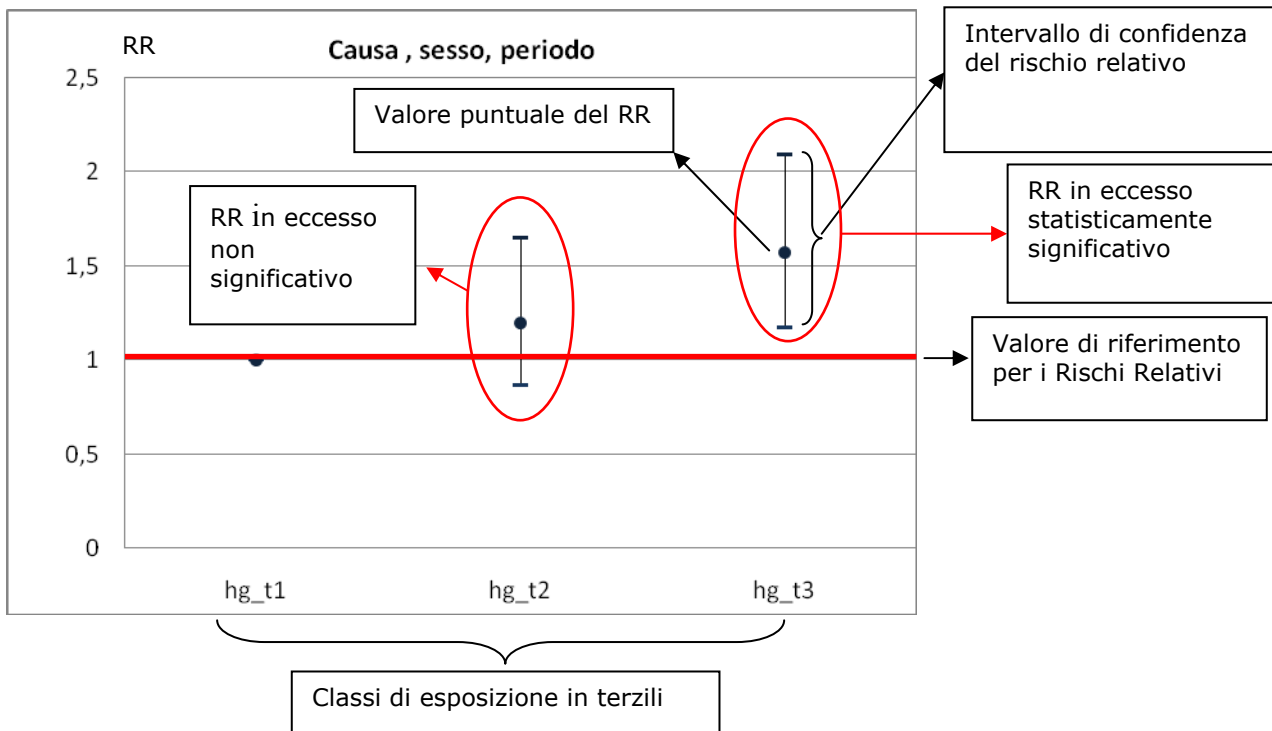 RR
Causa , sesso, periodo
Intervallo di confidenza
del rischio relativo
2,5
Valore puntuale del RR
2
RR in eccesso
non
significativo
RR in eccesso
statisticamente
significativo
1,5
Valore di riferimento
per i Rischi Relativi
1
0,5
0
hg_t1
hg_t2
hg_t3
Classi di esposizione in terzili